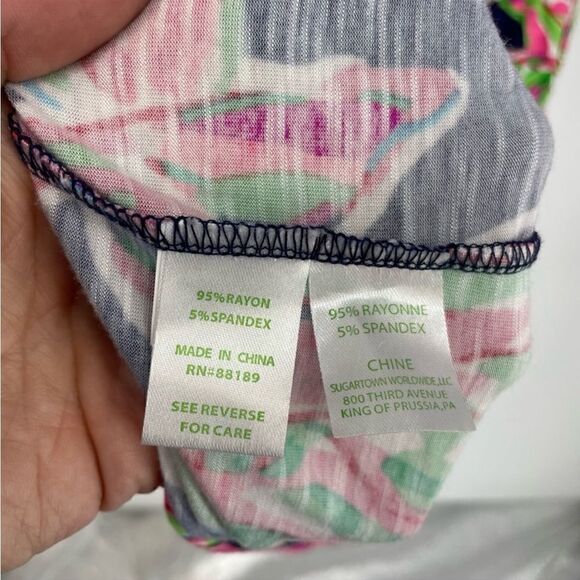 95%RAYON
5%SPANDEX
MADE IN CHINA
RN#88189
SEE REVERSE
FOR CARE
95% RAYONNE
5% SPANDEX
CHINE
SUGARTOWN WORLDWIDE,LLC
800 THIRD AVENUE
KING OF PRUSSIA,PA